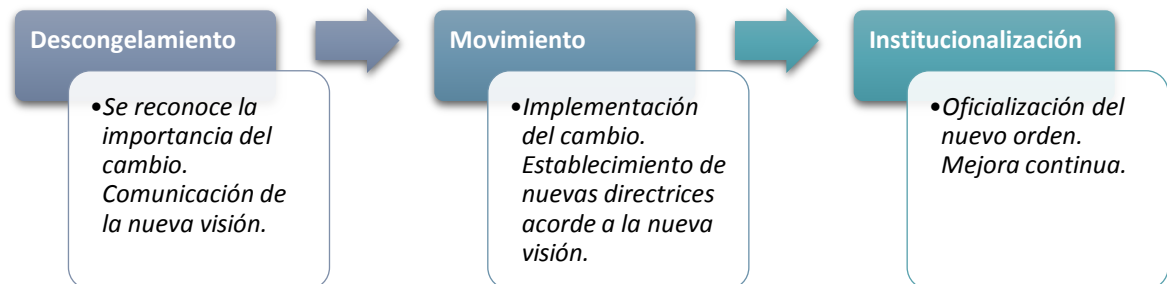 Descongelamiento
•Se reconoce la
importancia del
cambio.
Comunicación de
la nueva visión.
Movimiento
•Implementación
del cambio.
Establecimiento de
nuevas directrices
acorde a la nueva
visión.
Institucionalización
•Oficialización del
nuevo orden.
Mejora continua.